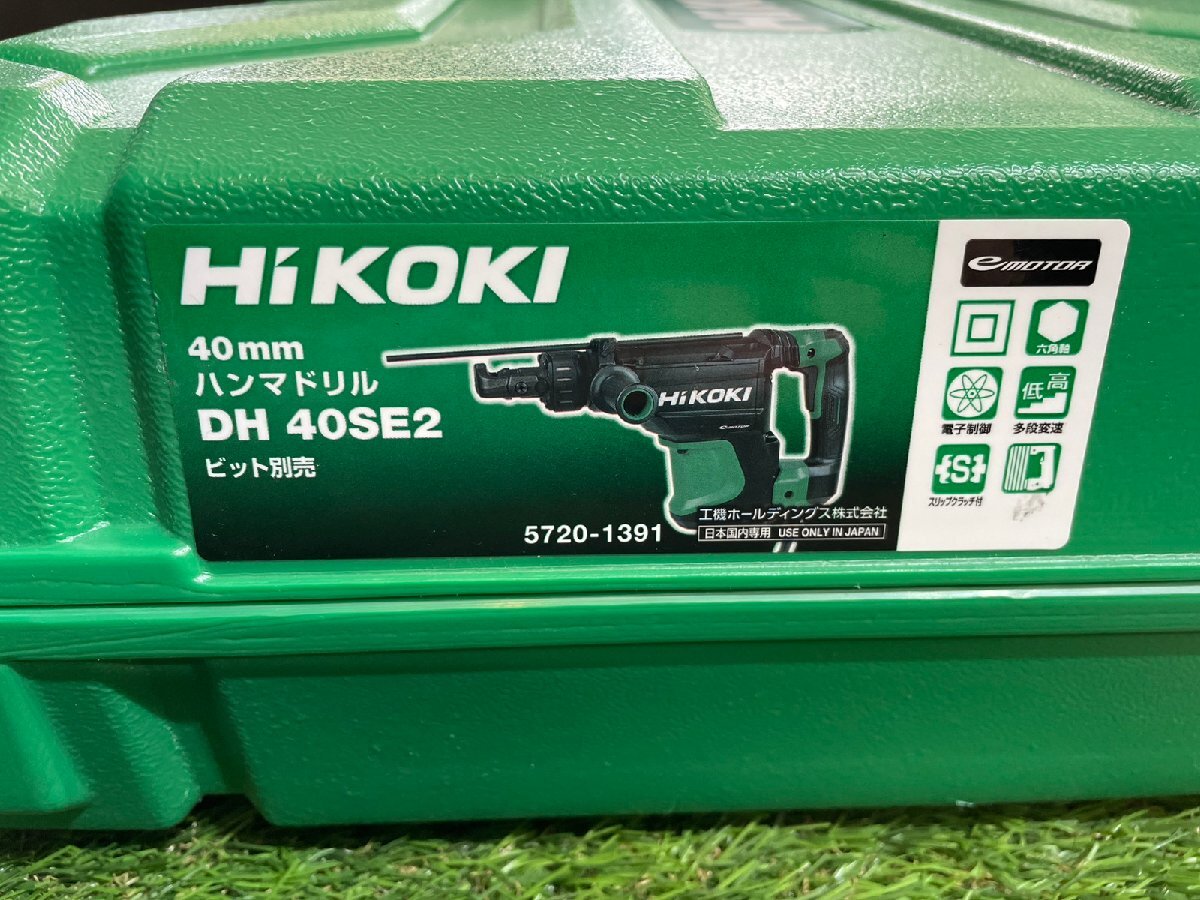 HiKOKI
40mm
ハンマドリル
DH 40SE2
ビット別売
HiKOKI
e MOTOR
5720-1391
工機ホールディングス株式会社
日本国内専用 USE ONLY IN JAPAN
e MOTOR
六角軸
電子制御
低高
多段変速
S
スリップクラッチ付